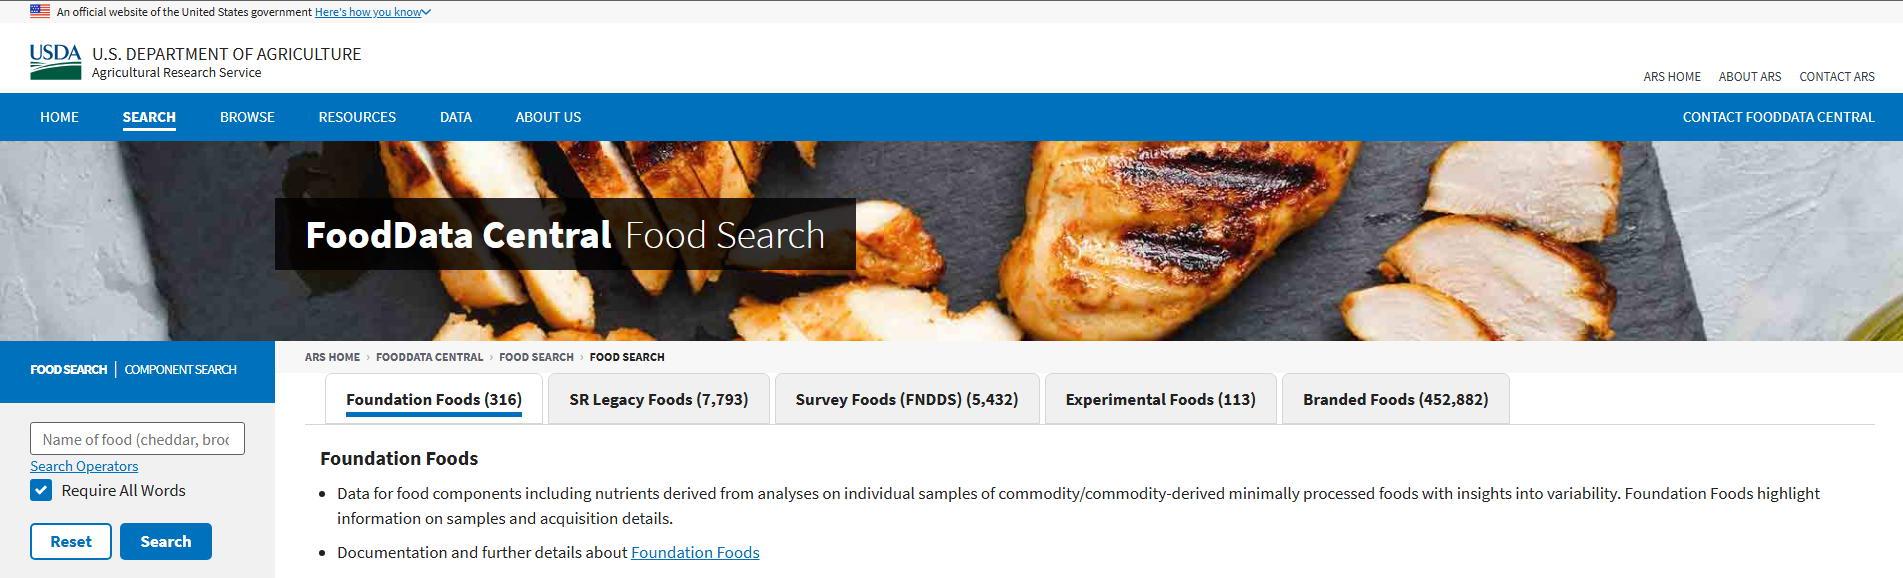 An official website of the United States government Here's how you know
USDA U.S. DEPARTMENT OF AGRICULTURE
Agricultural Research Service
ARS HOME ABOUT ARS CONTACT ARS
HOME SEARCH BROWSE RESOURCES DATA ABOUT US CONTACT FOODDATA CENTRAL
FoodData Central Food Search
ARS HOME › FOODDATA CENTRAL › FOOD SEARCH › FOOD SEARCH
FOOD SEARCH | COMPONENT SEARCH
Foundation Foods (316) SR Legacy Foods (7,793) Survey Foods (FNDDS) (5,432) Experimental Foods (113) Branded Foods (452,882)
Name of food (cheddar, broc
Search Operators
Require All Words
Reset Search
Foundation Foods
• Data for food components including nutrients derived from analyses on individual samples of commodity/commodity-derived minimally processed foods with insights into variability. Foundation Foods highlight
information on samples and acquisition details.
• Documentation and further details about Foundation Foods